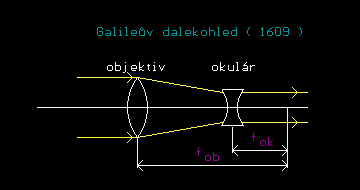 Galileův dalekohled ( 1609 )
objektiv okulár
f ok
f ob